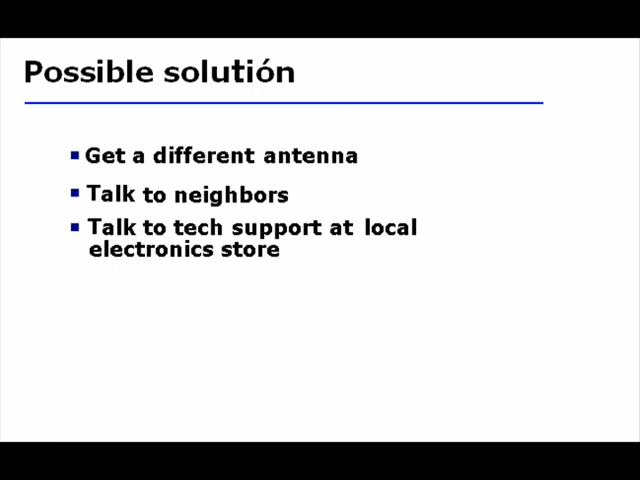 Possible solutión
Get a different antenna
Talk to neighbors
Talk to tech support at local
electronics store